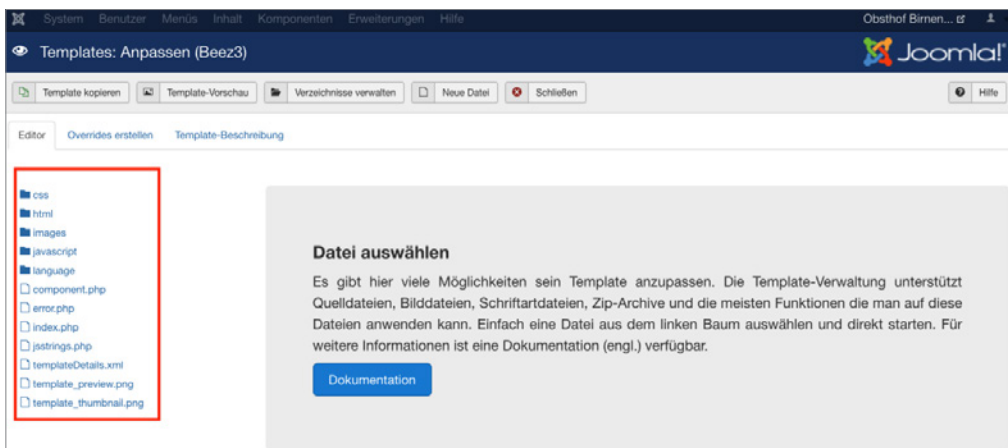 System Benutzer Menüs Inhalt Komponenten Erweiterungen Hilfe Obsthof Birnen...
Templates: Anpassen (Beez3) Joomla!
Template kopieren Template-Vorschau Verzeichnisse verwalten Neue Datei Schließen Hilfe
Editor Overrides erstellen Template-Beschreibung
css
html
images
javascript
language
component.php
error.php
index.php
jsstrings.php
templateDetails.xml
template_preview.png
template_thumbnail.png
Datei auswählen
Es gibt hier viele Möglichkeiten sein Template anzupassen. Die Template-Verwaltung unterstützt
Quelldateien, Bilddateien, Schriftartdateien, Zip-Archive und die meisten Funktionen die man auf diese
Dateien anwenden kann. Einfach eine Datei aus dem linken Baum auswählen und direkt starten. Für
weitere Informationen ist eine Dokumentation (engl.) verfügbar.
Dokumentation